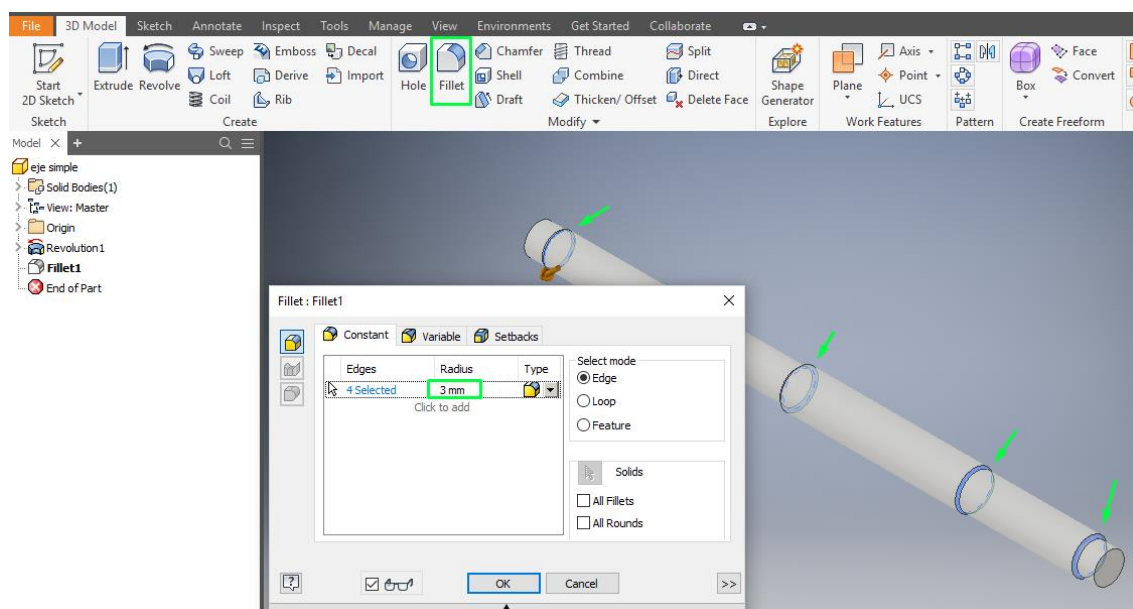 File 3D Model Sketch Annotate Inspect Tools Manage View Environments Get Started Collaborate
Start
2D Sketch
Extrude Revolve
Sweep Emboss Decal
Loft Derive Import
Coil Rib
Hole Fillet
Chamfer Thread Split
Shell Combine Direct
Draft Thicken/ Offset Delete Face
Shape
Generator
Plane
Axis
Point
UCS
Box
Face
Convert
Sketch Create Modify Explore Work Features Pattern Create Freeform
Model
eje simple
Solid Bodies(1)
View: Master
Origin
Revolution1
Fillet1
End of Part
Fillet : Fillet1
Constant Variable Setbacks
Edges Radius Type
4 Selected 3 mm
Click to add
Select mode
Edge
Loop
Feature
Solids
All Fillets
All Rounds
? OK Cancel >>